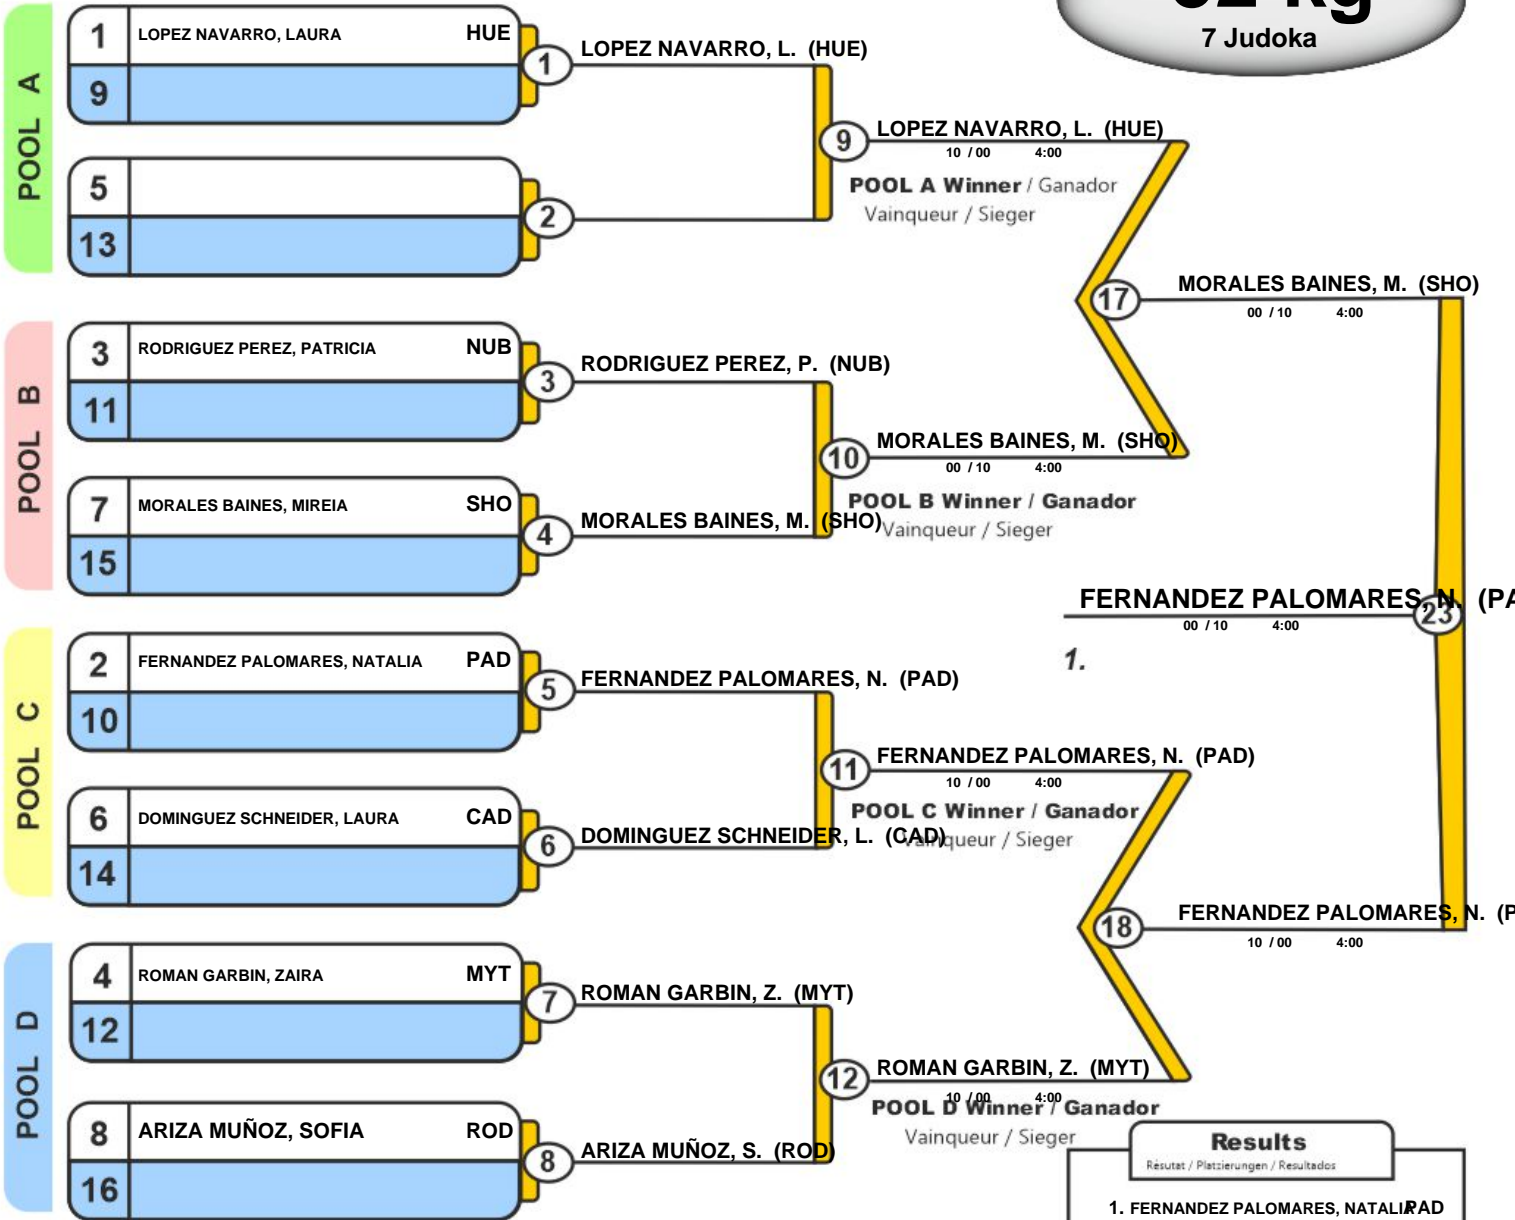 kg
7 Judoka
POOL A
1 LOPEZ NAVARRO, LAURA HUE
9
1
LOPEZ NAVARRO, L. (HUE)
5
13
2
9
LOPEZ NAVARRO, L. (HUE)
10 / 00 4:00
POOL A Winner / Ganador
Vainqueur / Sieger
POOL B
3 RODRIGUEZ PEREZ, PATRICIA NUB
11
3
RODRIGUEZ PEREZ, P. (NUB)
7 MORALES BAINES, MIREIA SHO
15
4
MORALES BAINES, M. (SHO)
10
MORALES BAINES, M. (SHO)
00 / 10 4:00
POOL B Winner / Ganador
Vainqueur / Sieger
17
MORALES BAINES, M. (SHO)
00 / 10 4:00
FERNANDEZ PALOMARES, N. (PA
23
00 / 10 4:00
1.
POOL C
2 FERNANDEZ PALOMARES, NATALIA PAD
10
5
FERNANDEZ PALOMARES, N. (PAD)
6 DOMINGUEZ SCHNEIDER, LAURA CAD
14
6
DOMINGUEZ SCHNEIDER, L. (CAD)
11
FERNANDEZ PALOMARES, N. (PAD)
10 / 00 4:00
POOL C Winner / Ganador
Vainqueur / Sieger
18
FERNANDEZ PALOMARES, N. (P
10 / 00 4:00
POOL D
4 ROMAN GARBIN, ZAIRA MYT
12
7
ROMAN GARBIN, Z. (MYT)
8 ARIZA MUÑOZ, SOFIA ROD
16
8
ARIZA MUÑOZ, S. (ROD)
12
ROMAN GARBIN, Z. (MYT)
10 / 00 4:00
POOL D Winner / Ganador
Vainqueur / Sieger
Results
Résutat / Platzierungen / Resultados
1. FERNANDEZ PALOMARES, NATALIA PAD